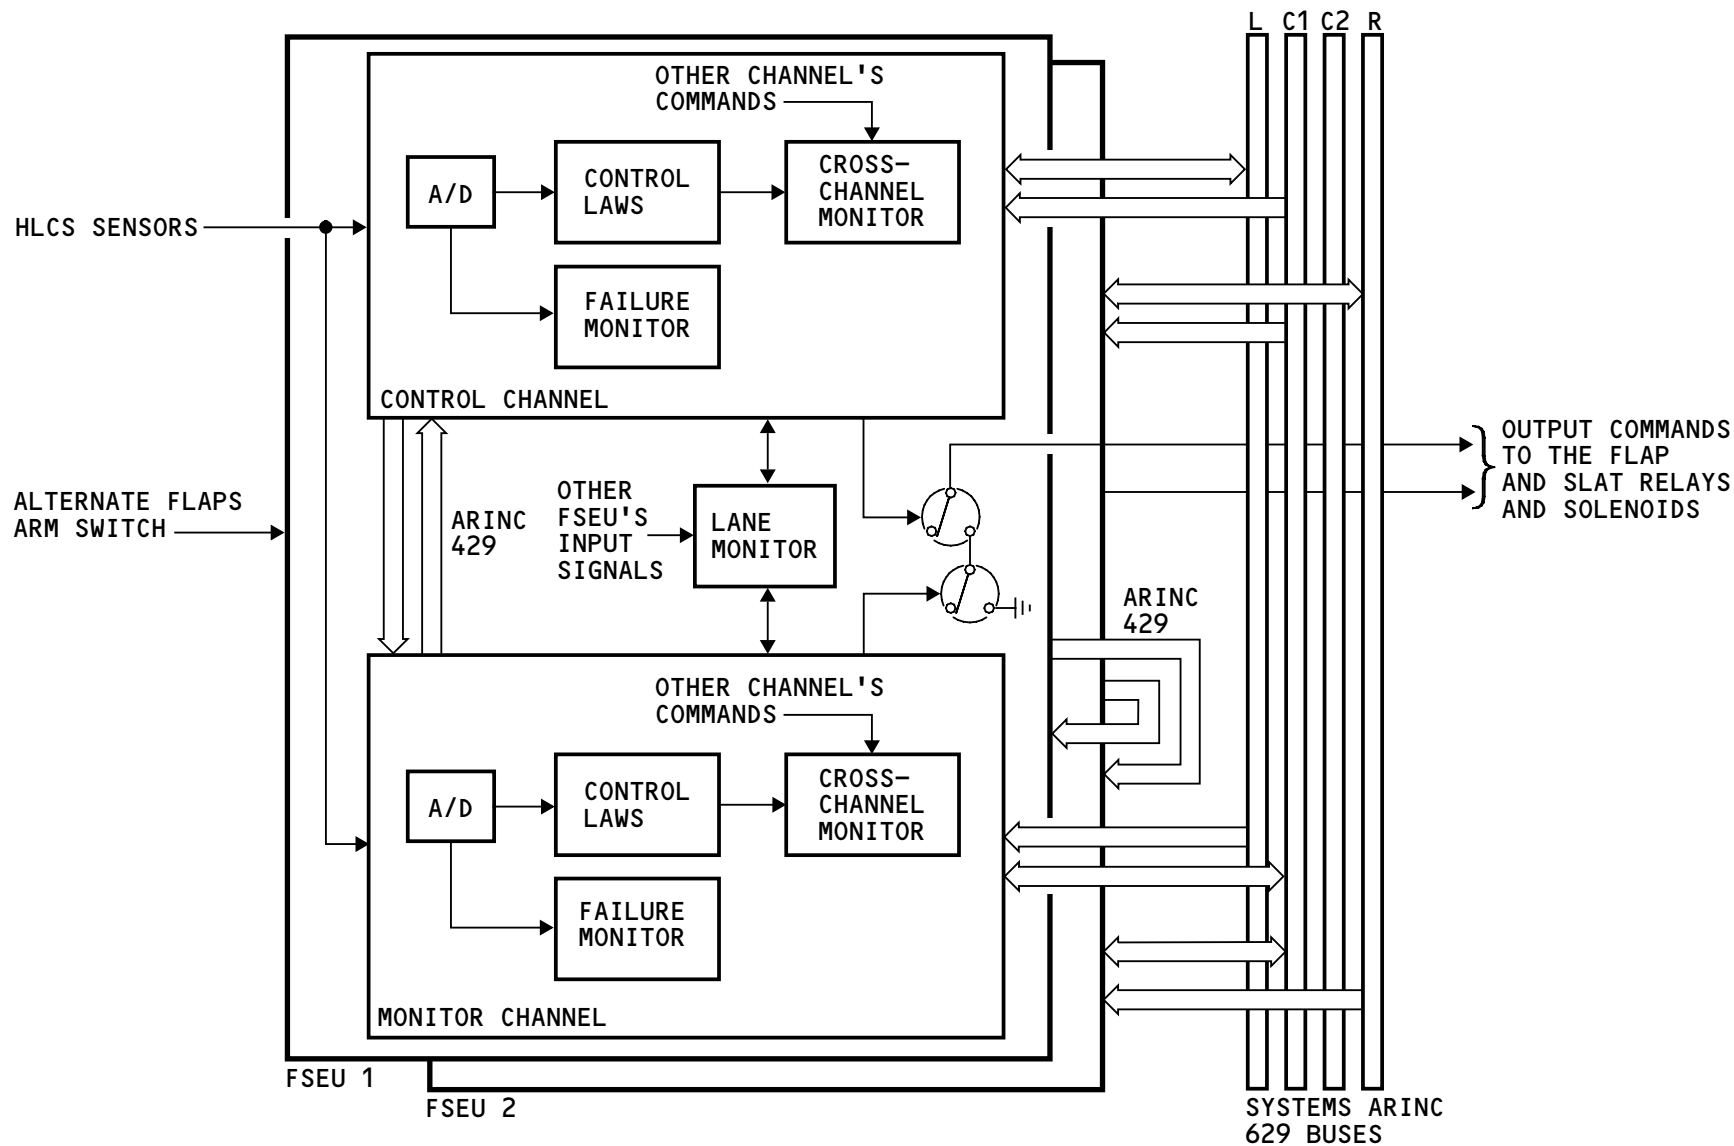 L C1 C2 R
OTHER CHANNEL'S
COMMANDS
A/D
CONTROL
LAWS
CROSS-
CHANNEL
MONITOR
HLCS SENSORS
FAILURE
MONITOR
CONTROL CHANNEL
ALTERNATE FLAPS
ARM SWITCH
ARINC
429
OTHER
FSEU'S
INPUT
SIGNALS
LANE
MONITOR
OUTPUT COMMANDS
TO THE FLAP
AND SLAT RELAYS
AND SOLENOIDS
ARINC
429
OTHER CHANNEL'S
COMMANDS
A/D
CONTROL
LAWS
CROSS-
CHANNEL
MONITOR
FAILURE
MONITOR
MONITOR CHANNEL
FSEU 1
FSEU 2
SYSTEMS ARINC
629 BUSES